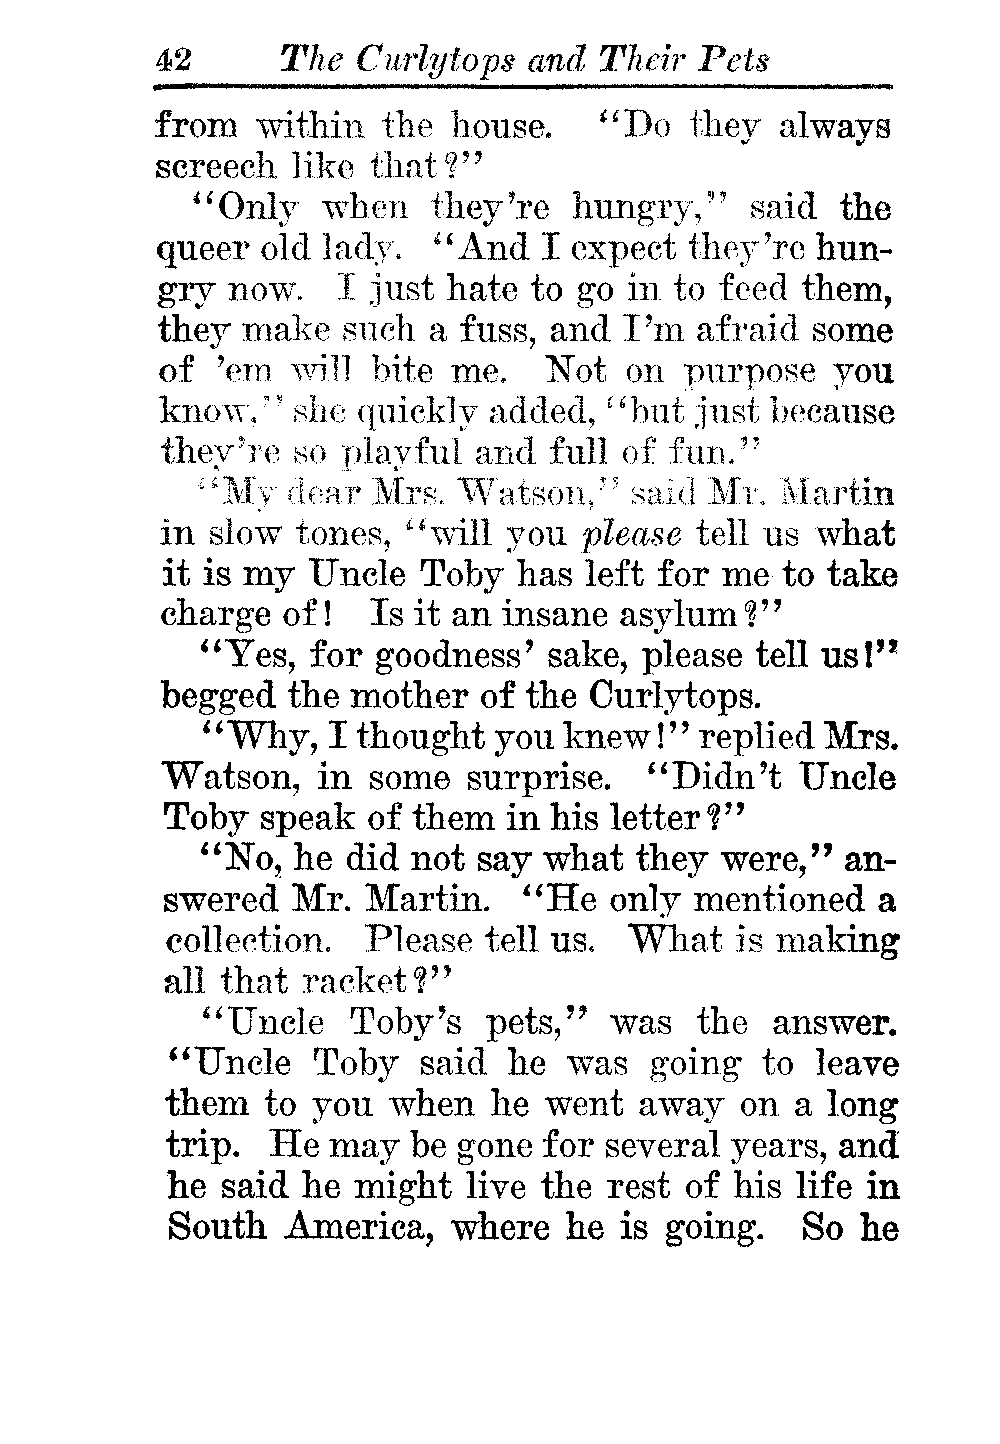 42 The Curlytops and Their Pets
from within the house. "Do they always
screech like that?"
"Only when they're hungry," said the
queer old lady. "And I expect they're hun-
gry now. I just hate to go in to feed them,
they make such a fuss, and I'm afraid some
of 'em will bite me. Not on purpose you
know," she quickly added, "but just because
they're so playful and full of fun."
"My dear Mrs. Watson," said Mr. Martin
in slow tones, "will you please tell us what
it is my Uncle Toby has left for me to take
charge of! Is it an insane asylum?"
"Yes, for goodness' sake, please tell us!"
begged the mother of the Curlytops.
"Why, I thought you knew!" replied Mrs.
Watson, in some surprise. "Didn't Uncle
Toby speak of them in his letter?"
"No, he did not say what they were," an-
swered Mr. Martin. "He only mentioned a
collection. Please tell us. What is making
all that racket?"
"Uncle Toby's pets," was the answer.
"Uncle Toby said he was going to leave
them to you when he went away on a long
trip. He may be gone for several years, and
he said he might live the rest of his life in
South America, where he is going. So he